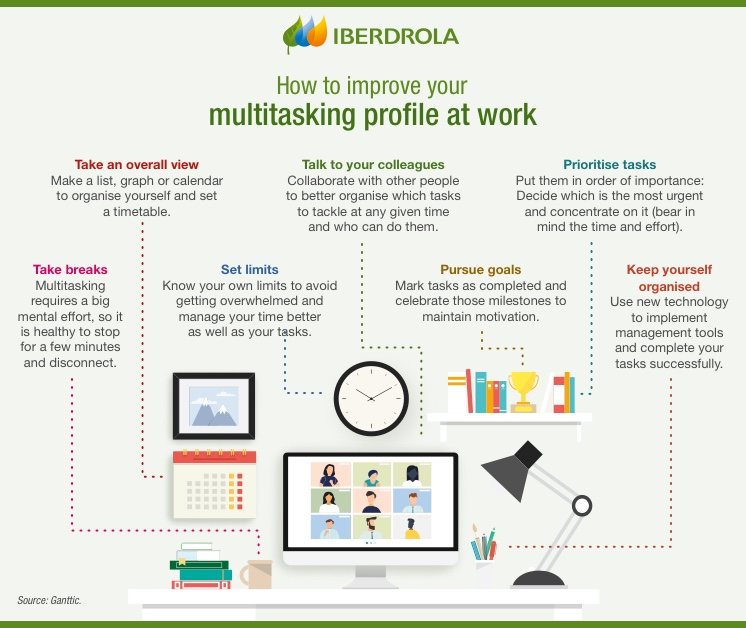 IBERDROLA
How to improve your
multitasking profile at work
Take an overall view
Make a list, graph or calendar
to organise yourself and set
a timetable.
Talk to your colleagues
Collaborate with other people
to better organise which tasks
to tackle at any given time
and who can do them.
Prioritise tasks
Put them in order of importance:
Decide which is the most urgent
and concentrate on it (bear in
mind the time and effort).
Take breaks
Multitasking
requires a big
mental effort, so it
is healthy to stop
for a few minutes
and disconnect.
Set limits
Know your own limits to avoid
getting overwhelmed and
manage your time better
as well as your tasks.
Pursue goals
Mark tasks as completed and
celebrate those milestones to
maintain motivation.
Keep yourself
organised
Use new technology
to implement
management tools
and complete your
tasks successfully.
Source: Ganttic.